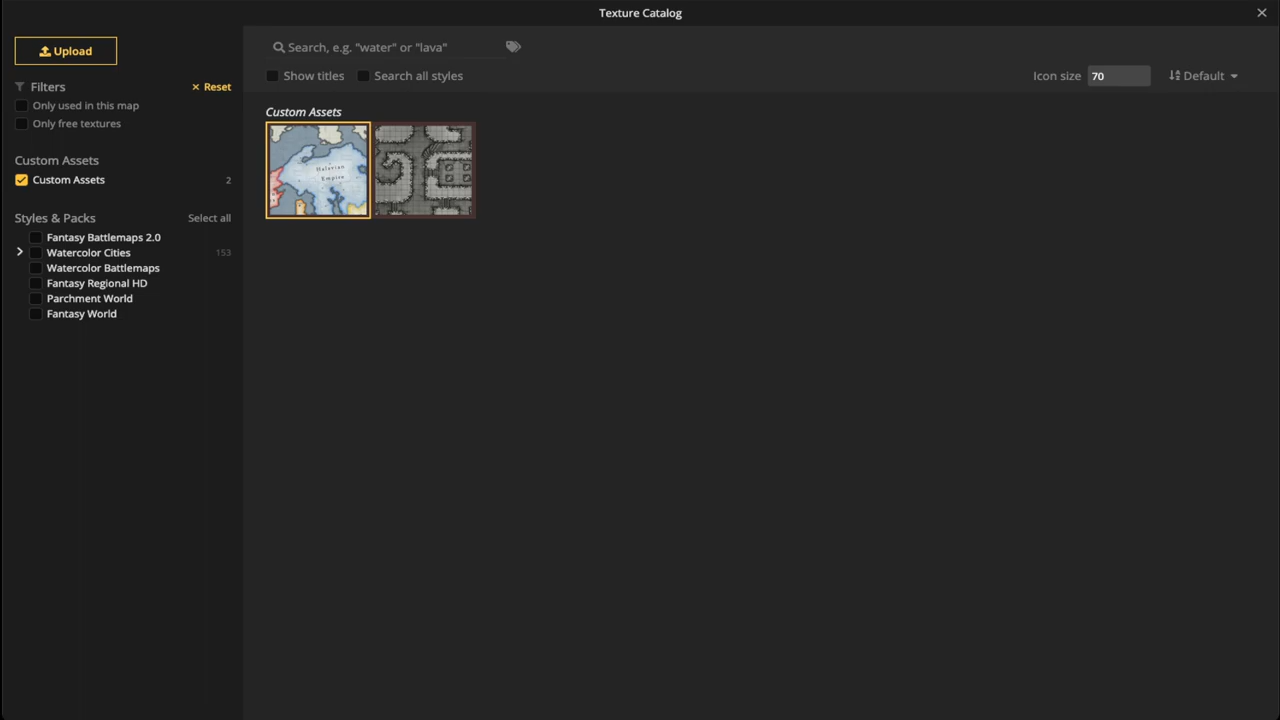 Texture Catalog
Upload
Filters
Reset
Only used in this map
Only free textures
Custom Assets
Custom Assets 2
Styles & Packs Select all
Fantasy Battlemaps 2.0
Watercolor Cities 153
Watercolor Battlemaps
Fantasy Regional HD
Parchment World
Fantasy World
Search, e.g. "water" or "lava"
Show titles Search all styles
Icon size 70 Default
Custom Assets
Halerian
Empire